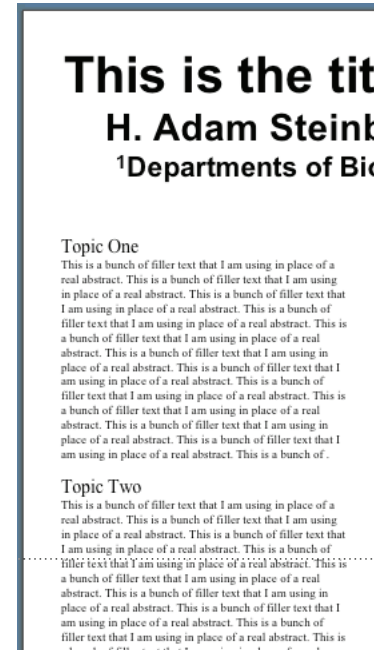 This is the tit
H. Adam Steinb
¹Departments of Bio
Topic One
This is a bunch of filler text that I am using in place of a
real abstract. This is a bunch of filler text that I am using
in place of a real abstract. This is a bunch of filler text that
I am using in place of a real abstract. This is a bunch of
filler text that I am using in place of a real abstract. This is
a bunch of filler text that I am using in place of a real
abstract. This is a bunch of filler text that I am using in
place of a real abstract. This is a bunch of filler text that I
am using in place of a real abstract. This is a bunch of
filler text that I am using in place of a real abstract. This is
a bunch of filler text that I am using in place of a real
abstract. This is a bunch of filler text that I am using in
place of a real abstract. This is a bunch of filler text that I
am using in place of a real abstract. This is a bunch of .
Topic Two
This is a bunch of filler text that I am using in place of a
real abstract. This is a bunch of filler text that I am using
in place of a real abstract. This is a bunch of filler text that
I am using in place of a real abstract. This is a bunch of
filler text that I am using in place of a real abstract. This is
a bunch of filler text that I am using in place of a real
abstract. This is a bunch of filler text that I am using in
place of a real abstract. This is a bunch of filler text that I
am using in place of a real abstract. This is a bunch of
filler text that I am using in place of a real abstract. This is